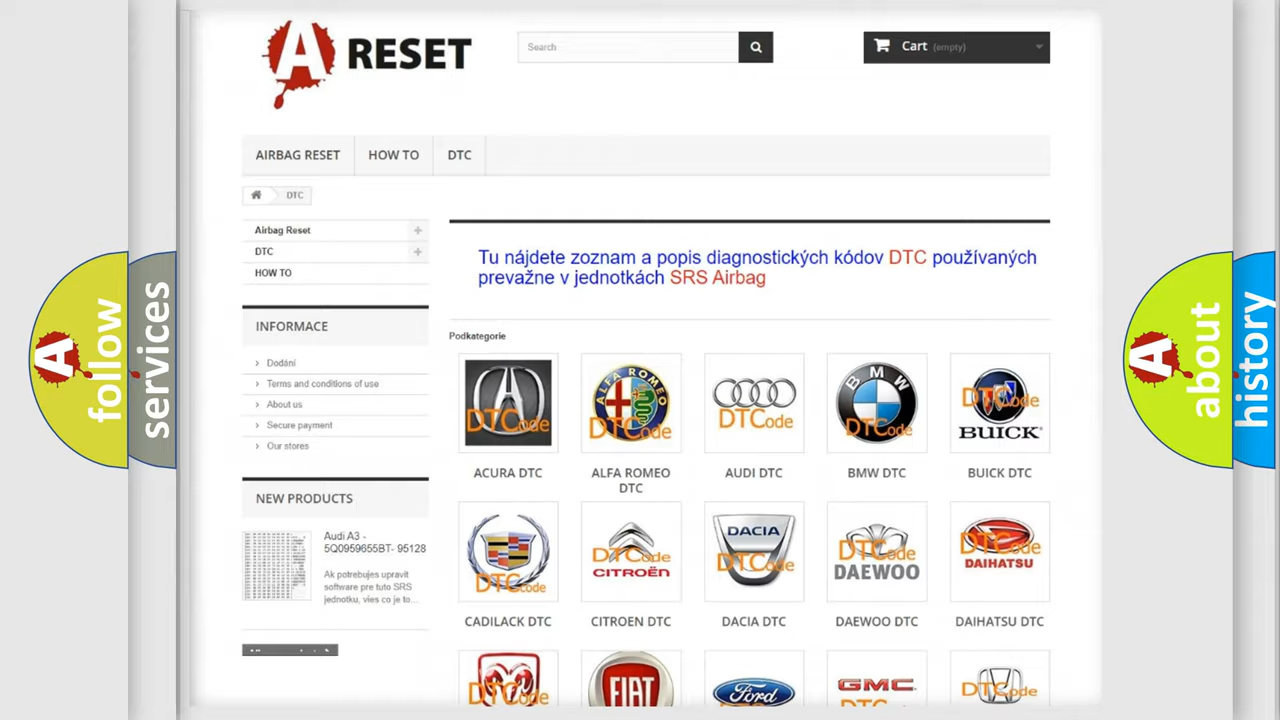 A RESET
Search
Cart (empty)
AIRBAG RESET
HOW TO
DTC
DTC
Airbag Reset
DTC
HOW TO
INFORMACE
Dodání
Terms and conditions of use
About us
Secure payment
Our stores
NEW PRODUCTS
Audi A3 -
5Q0959655BT- 95128
Ak potrebujes upravit
software pre tuto SRS
jednotku, vies co je to...
Tu nájdete zoznam a popis diagnostických kódov DTC používaných
prevažne v jednotkách SRS Airbag
Podkategorie
DTCode
ALFA ROMEO
DTCode
DTCode
BMW
DTCode
DTCode
BUICK
ACURA DTC
ALFA ROMEO
DTC
AUDI DTC
BMW DTC
BUICK DTC
DTCode
DTCode
CITROËN
DACIA
DTCode
DTCode
DAEWOO
DTCode
DAIHATSU
CADILACK DTC
CITROEN DTC
DACIA DTC
DAEWOO DTC
DAIHATSU DTC
DTCode
FIAT
Ford
GMC
DTCode
A follow
services
A about
history